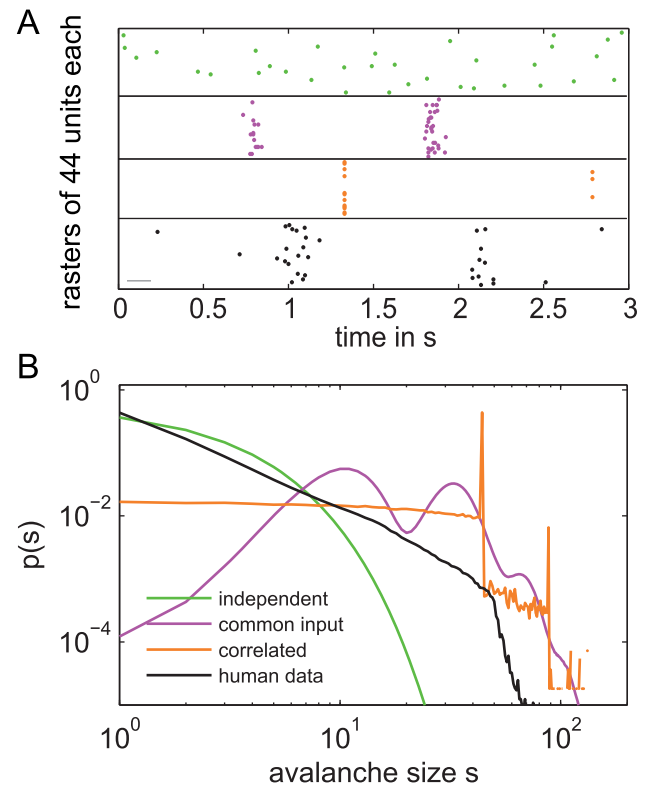 A
rasters of 44 units each
0 0.5 1 1.5 2 2.5 3
time in s
B
10^0
10^−2
10^−4
p(s)
independent
common input
correlated
human data
10^0 10^1 10^2
avalanche size s